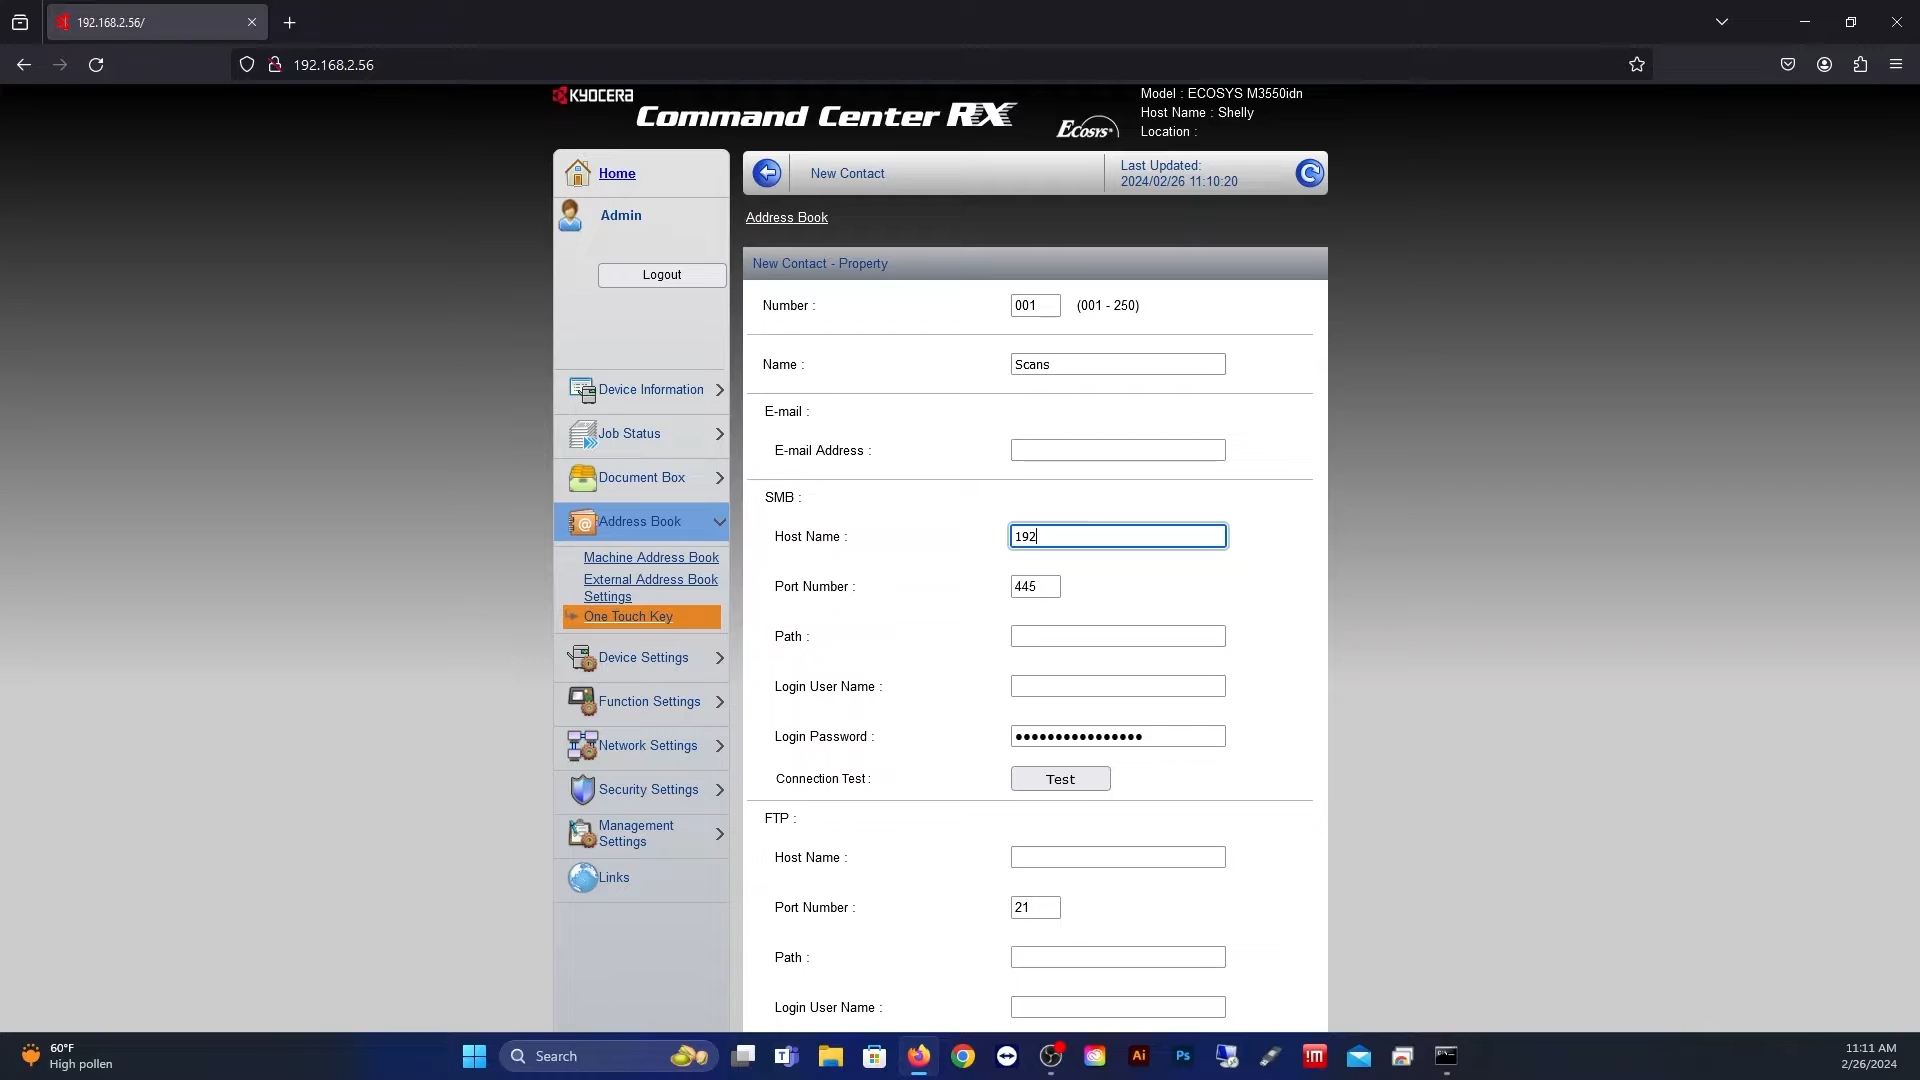 192.168.2.56/
192.168.2.56
KYOCERA
Command Center RX
Ecosys
Model : ECOSYS M3550idn
Host Name : Shelly
Location :
Home
Admin
Logout
Device Information
Job Status
Document Box
Address Book
Machine Address Book
External Address Book
Settings
One Touch Key
Device Settings
Function Settings
Network Settings
Security Settings
Management
Settings
Links
New Contact
Last Updated:
2024/02/26 11:10:20
Address Book
New Contact - Property
Number :
001
(001 - 250)
Name :
Scans
E-mail :
E-mail Address :
SMB :
Host Name :
192
Port Number :
445
Path :
Login User Name :
Login Password :
••••••••••••••••
Connection Test :
Test
FTP :
Host Name :
Port Number :
21
Path :
Login User Name :
60°F
High pollen
Search
Ai
Ps
!m
11:11 AM
2/26/2024